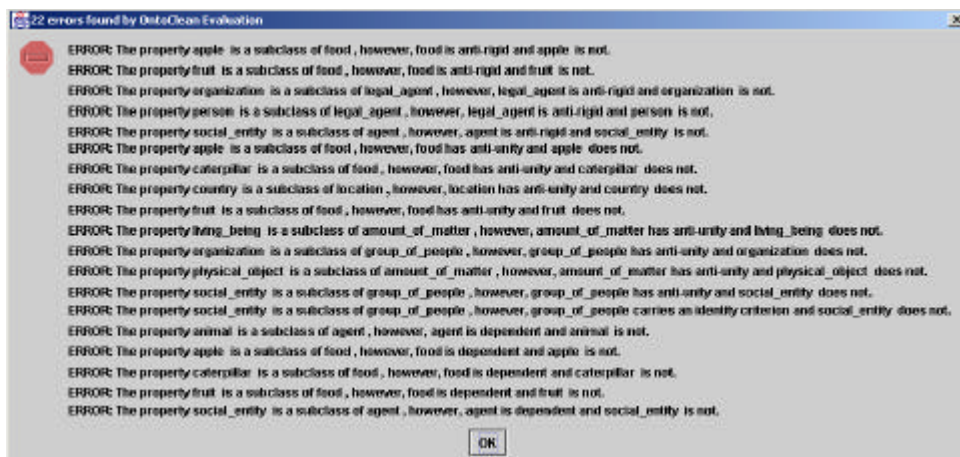 22 errors found by OntoClean Evaluation
ERROR: The property apple is a subclass of food , however, food is anti-rigid and apple is not.
ERROR: The property fruit is a subclass of food , however, food is anti-rigid and fruit is not.
ERROR: The property organization is a subclass of legal_agent , however, legal_agent is anti-rigid and organization is not.
ERROR: The property person is a subclass of legal_agent , however, legal_agent is anti-rigid and person is not.
ERROR: The property social_entity is a subclass of agent , however, agent is anti-rigid and social_entity is not.
ERROR: The property apple is a subclass of food , however, food has anti-unity and apple does not.
ERROR: The property caterpillar is a subclass of food , however, food has anti-unity and caterpillar does not.
ERROR: The property country is a subclass of location , however, location has anti-unity and country does not.
ERROR: The property fruit is a subclass of food , however, food has anti-unity and fruit does not.
ERROR: The property living_being is a subclass of amount_of_matter , however, amount_of_matter has anti-unity and living_being does not.
ERROR: The property organization is a subclass of group_of_people , however, group_of_people has anti-unity and organization does not.
ERROR: The property physical_object is a subclass of amount_of_matter , however, amount_of_matter has anti-unity and physical_object does not.
ERROR: The property social_entity is a subclass of group_of_people , however, group_of_people has anti-unity and social_entity does not.
ERROR: The property social_entity is a subclass of group_of_people , however, group_of_people carries an identity criterion and social_entity does not.
ERROR: The property animal is a subclass of agent , however, agent is dependent and animal is not.
ERROR: The property apple is a subclass of food , however, food is dependent and apple is not.
ERROR: The property caterpillar is a subclass of food , however, food is dependent and caterpillar is not.
ERROR: The property fruit is a subclass of food , however, food is dependent and fruit is not.
ERROR: The property social_entity is a subclass of agent , however, agent is dependent and social_entity is not.
OK